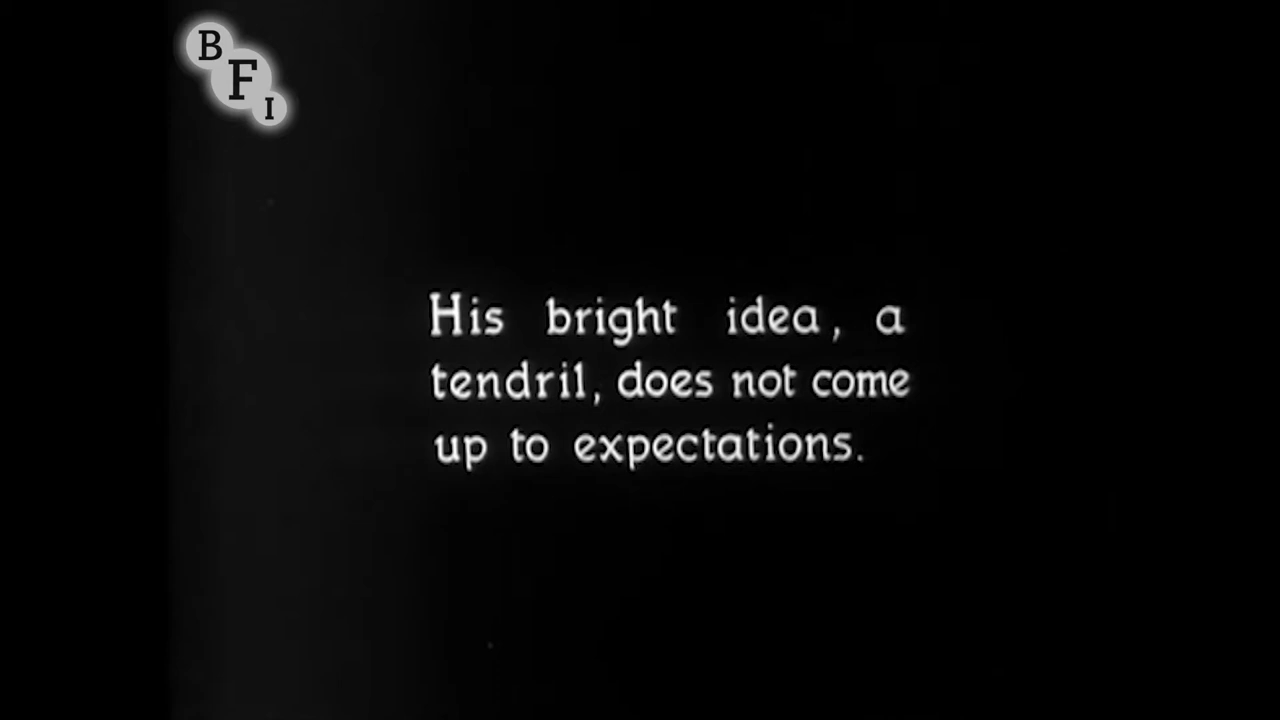 BFI
His bright idea, a
tendril, does not come
up to expectations.